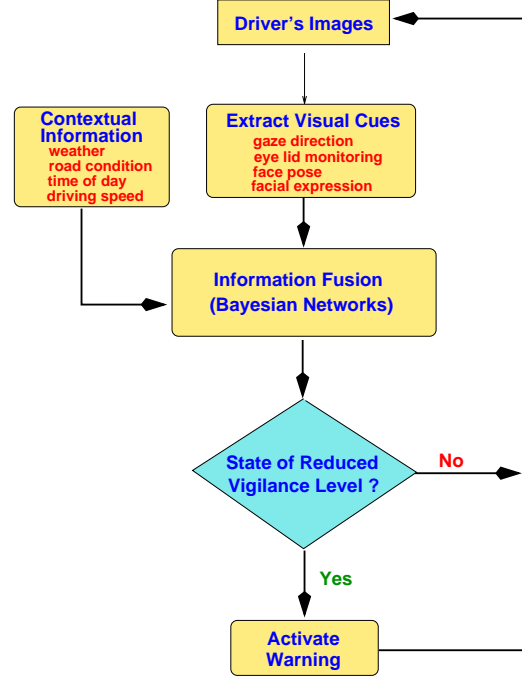 Driver's Images
Contextual
Information
weather
road condition
time of day
driving speed
Extract Visual Cues
gaze direction
eye lid monitoring
face pose
facial expression
Information Fusion
(Bayesian Networks)
State of Reduced
Vigilance Level ?
No
Yes
Activate
Warning